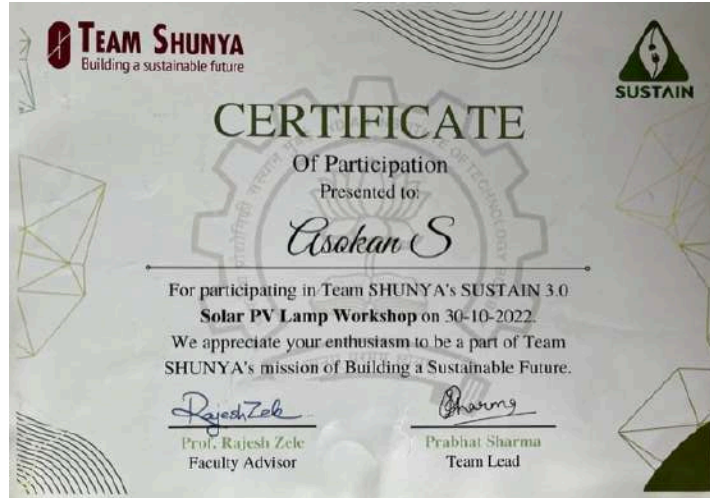 TEAM SHUNYA
Building a sustainable future
SUSTAIN
CERTIFICATE
Of Participation
Presented to:
Asokan S
For participating in Team SHUNYA's SUSTAIN 3.0
Solar PV Lamp Workshop on 30-10-2022.
We appreciate your enthusiasm to be a part of Team
SHUNYA's mission of Building a Sustainable Future.
Rajesh Zele
Sharma
Prof. Rajesh Zele
Prabhat Sharma
Faculty Advisor
Team Lead